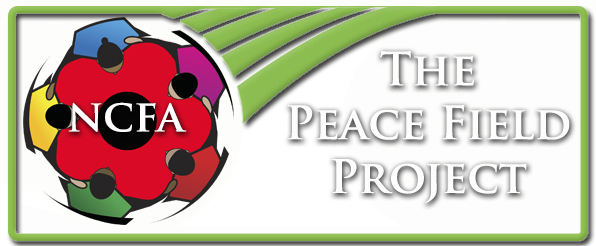 NCFA
The
Peace Field
Project